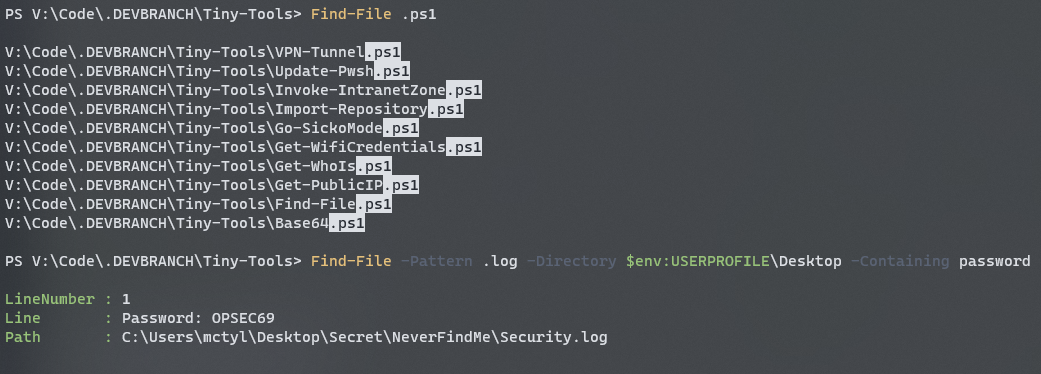 PS V:\Code\.DEVBRANCH\Tiny-Tools> Find-File .ps1
V:\Code\.DEVBRANCH\Tiny-Tools\VPN-Tunnel.ps1
V:\Code\.DEVBRANCH\Tiny-Tools\Update-Pwsh.ps1
V:\Code\.DEVBRANCH\Tiny-Tools\Invoke-IntranetZone.ps1
V:\Code\.DEVBRANCH\Tiny-Tools\Import-Repository.ps1
V:\Code\.DEVBRANCH\Tiny-Tools\Go-SickoMode.ps1
V:\Code\.DEVBRANCH\Tiny-Tools\Get-WifiCredentials.ps1
V:\Code\.DEVBRANCH\Tiny-Tools\Get-WhoIs.ps1
V:\Code\.DEVBRANCH\Tiny-Tools\Get-PublicIP.ps1
V:\Code\.DEVBRANCH\Tiny-Tools\Find-File.ps1
V:\Code\.DEVBRANCH\Tiny-Tools\Base64.ps1
PS V:\Code\.DEVBRANCH\Tiny-Tools> Find-File -Pattern .log -Directory $env:USERPROFILE\Desktop -Containing password
LineNumber : 1
Line       : Password: OPSEC69
Path       : C:\Users\mctyl\Desktop\Secret\NeverFindMe\Security.log